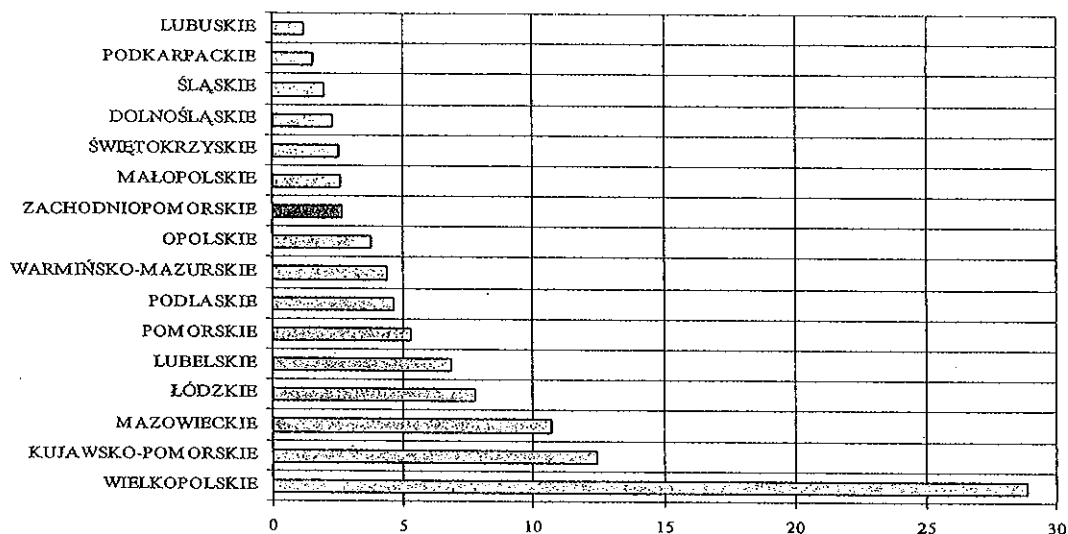 LUBUSKIE
PODKARPACKIE
ŚLĄSKIE
DOLNOŚLĄSKIE
ŚWIĘTOKRZYSKIE
MAŁOPOLSKIE
ZACHODNIOPOMORSKIE
OPOLSKIE
WARMIŃSKO-MAZURSKIE
PODLASKIE
POMORSKIE
LUBELSKIE
ŁÓDZKIE
MAZOWIECKIE
KUJAWSKO-POMORSKIE
WIELKOPOLSKIE
0 5 10 15 20 25 30